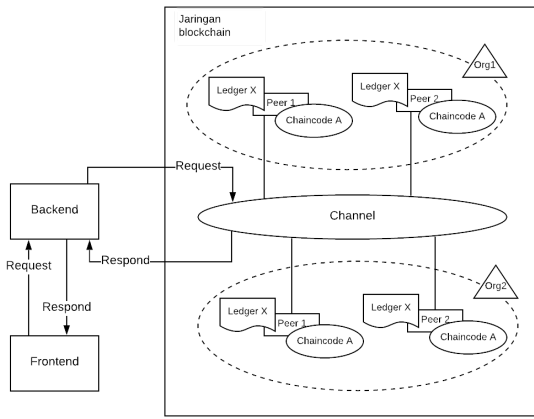 Jaringan
blockchain
Org1
Ledger X
Peer 1
Chaincode A
Ledger X
Peer 2
Chaincode A
Request
Backend
Channel
Respond
Request
Respond
Frontend
Org2
Ledger X
Peer 1
Chaincode A
Ledger X
Peer 2
Chaincode A